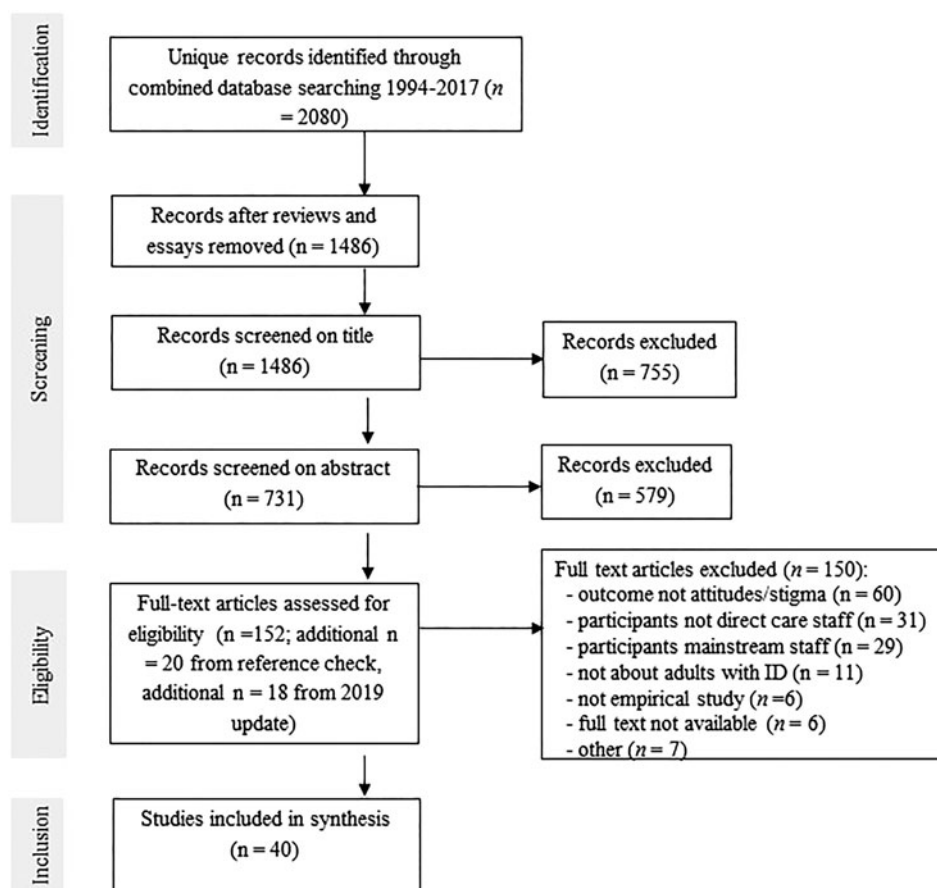 Identification
Unique records identified through
combined database searching 1994-2017 (n
= 2080)
Screening
Records after reviews and
essays removed (n = 1486)
Records screened on title
(n = 1486)
Records excluded
(n = 755)
Records screened on abstract
(n = 731)
Records excluded
(n = 579)
Eligibility
Full-text articles assessed for
eligibility (n =152; additional n
= 20 from reference check,
additional n = 18 from 2019
update)
Full text articles excluded (n = 150):
- outcome not attitudes/stigma (n = 60)
- participants not direct care staff (n = 31)
- participants mainstream staff (n = 29)
- not about adults with ID (n = 11)
- not empirical study (n =6)
- full text not available (n = 6)
- other (n = 7)
Inclusion
Studies included in synthesis
(n = 40)